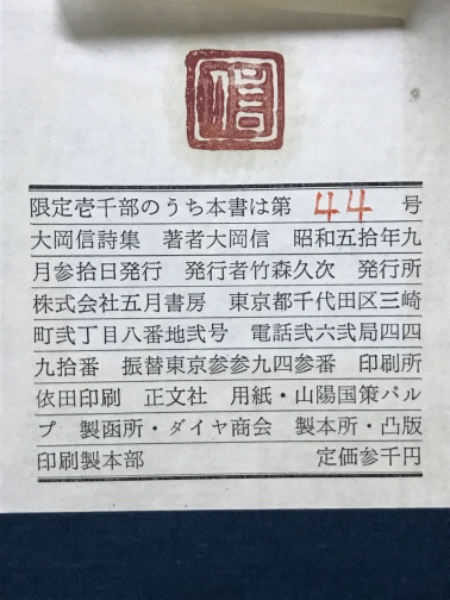 信
限定壱千部のうち本書は第 44 号
大岡信詩集　著者大岡信　昭和五拾年九
月参拾日発行　発行者竹森久次　発行所
株式会社五月書房　東京都千代田区三崎
町弐丁目八番地弐号　電話弐六弐局四四
九拾番　振替東京参参九四参番　印刷所
依田印刷　正文社　用紙・山陽国策パル
プ　製函所・ダイヤ商会　製本所・凸版
印刷製本部　定価参千円